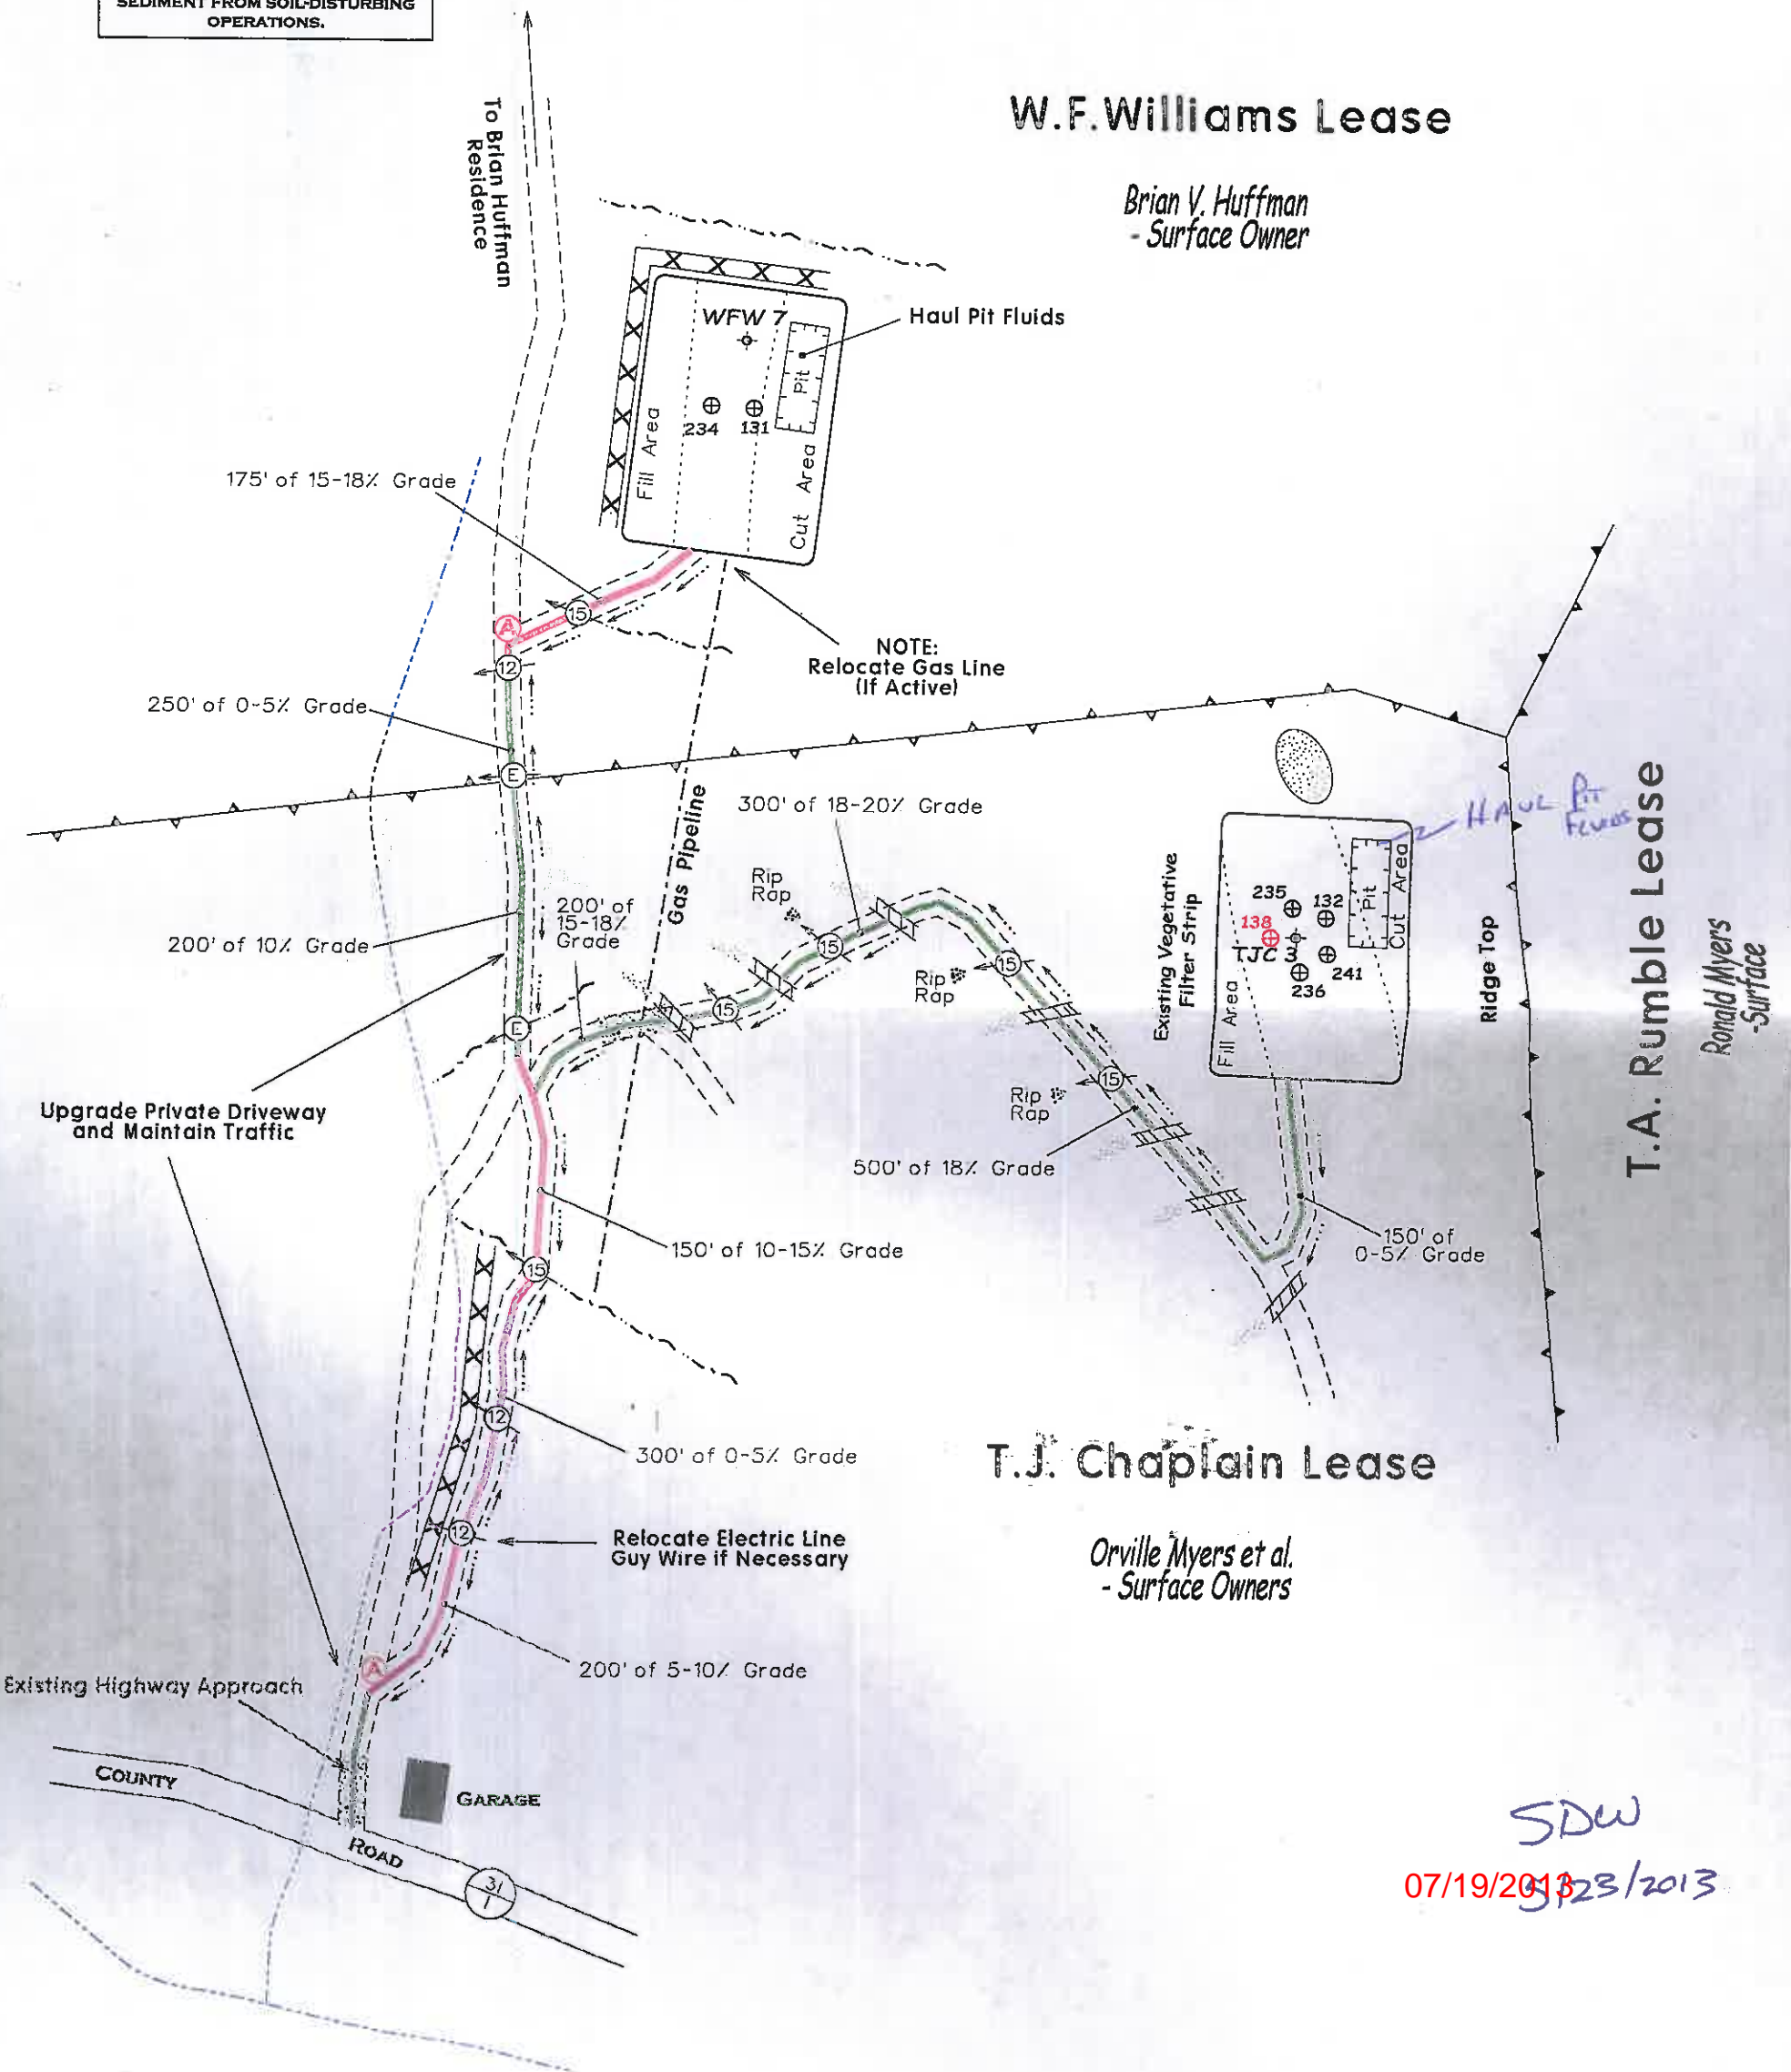 SEDIMENT FROM SOIL-DISTURBING
OPERATIONS.
To Brian Huffman
Residence
W.F.Williams Lease
Brian V. Huffman
- Surface Owner
WFW 7
Haul Pit Fluids
Pit
234
131
Fill Area
Cut Area
175' of 15-18% Grade
15
A
12
NOTE:
Relocate Gas Line
(If Active)
250' of 0-5% Grade
E
Gas Pipeline
300' of 18-20% Grade
HAUL PIT
FLUIDS
Rip
Rap
200' of
15-18%
Grade
200' of 10% Grade
15
Rip
Rap
15
15
E
Existing Vegetative
Filter Strip
235
132
138
TJC 3
241
236
Pit
Cut Area
Fill Area
Ridge Top
T.A. Rumble Lease
Ronald Myers
-Surface
Rip
Rap
15
Upgrade Private Driveway
and Maintain Traffic
500' of 18% Grade
150' of 10-15% Grade
150' of
0-5% Grade
15
12
300' of 0-5% Grade
T.J. Chaplain Lease
12
Relocate Electric Line
Guy Wire if Necessary
Orville Myers et al.
- Surface Owners
A
200' of 5-10% Grade
Existing Highway Approach
COUNTY
ROAD
GARAGE
31
1
SDW
07/19/2013
5/23/2013